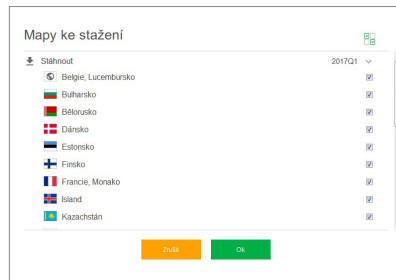 Mapy ke stažení
Stáhnout 2017Q1
Belgie, Lucembursko
Bulharsko
Bělorusko
Dánsko
Estonsko
Finsko
Francie, Monako
Island
Kazachstán
Zrušit Ok